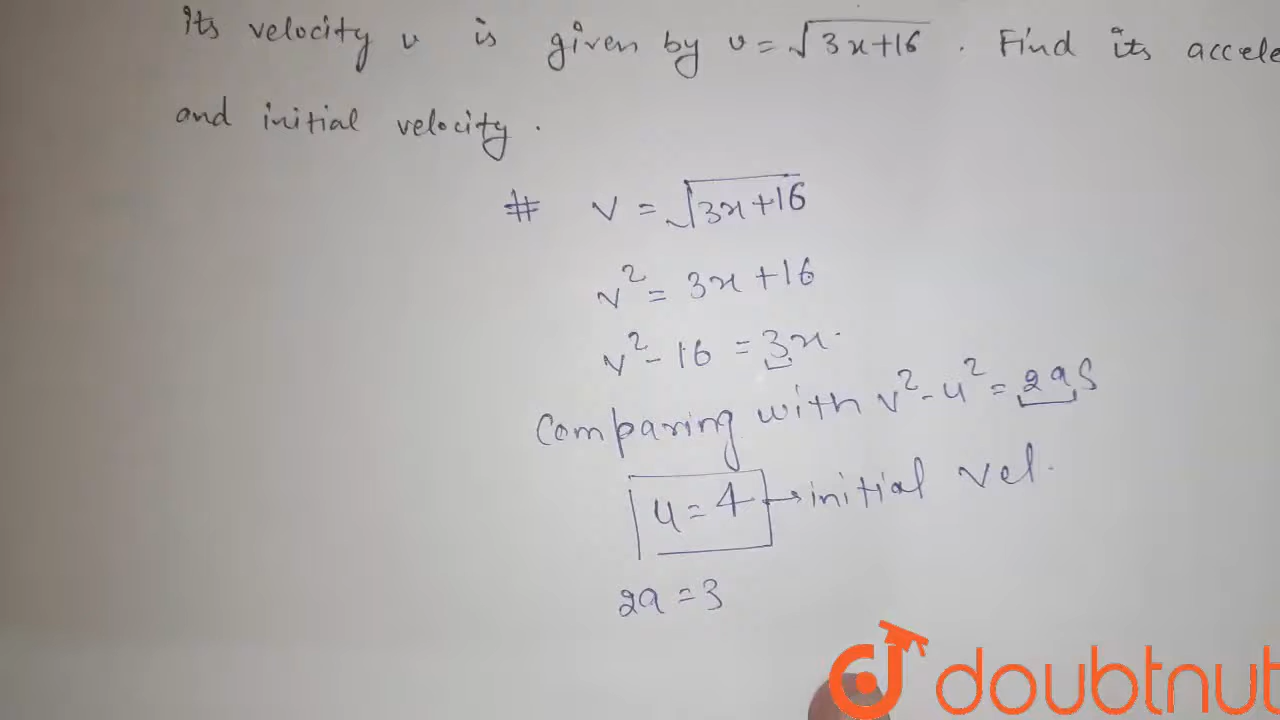 its velocity v is given by v = √3x+16 . Find its accele
and initial velocity .
# v = √3x+16
v² = 3x + 16
v² - 16 = 3x.
Comparing with v² - u² = 2as
u = 4 → initial vel.
2a = 3
doubtnut